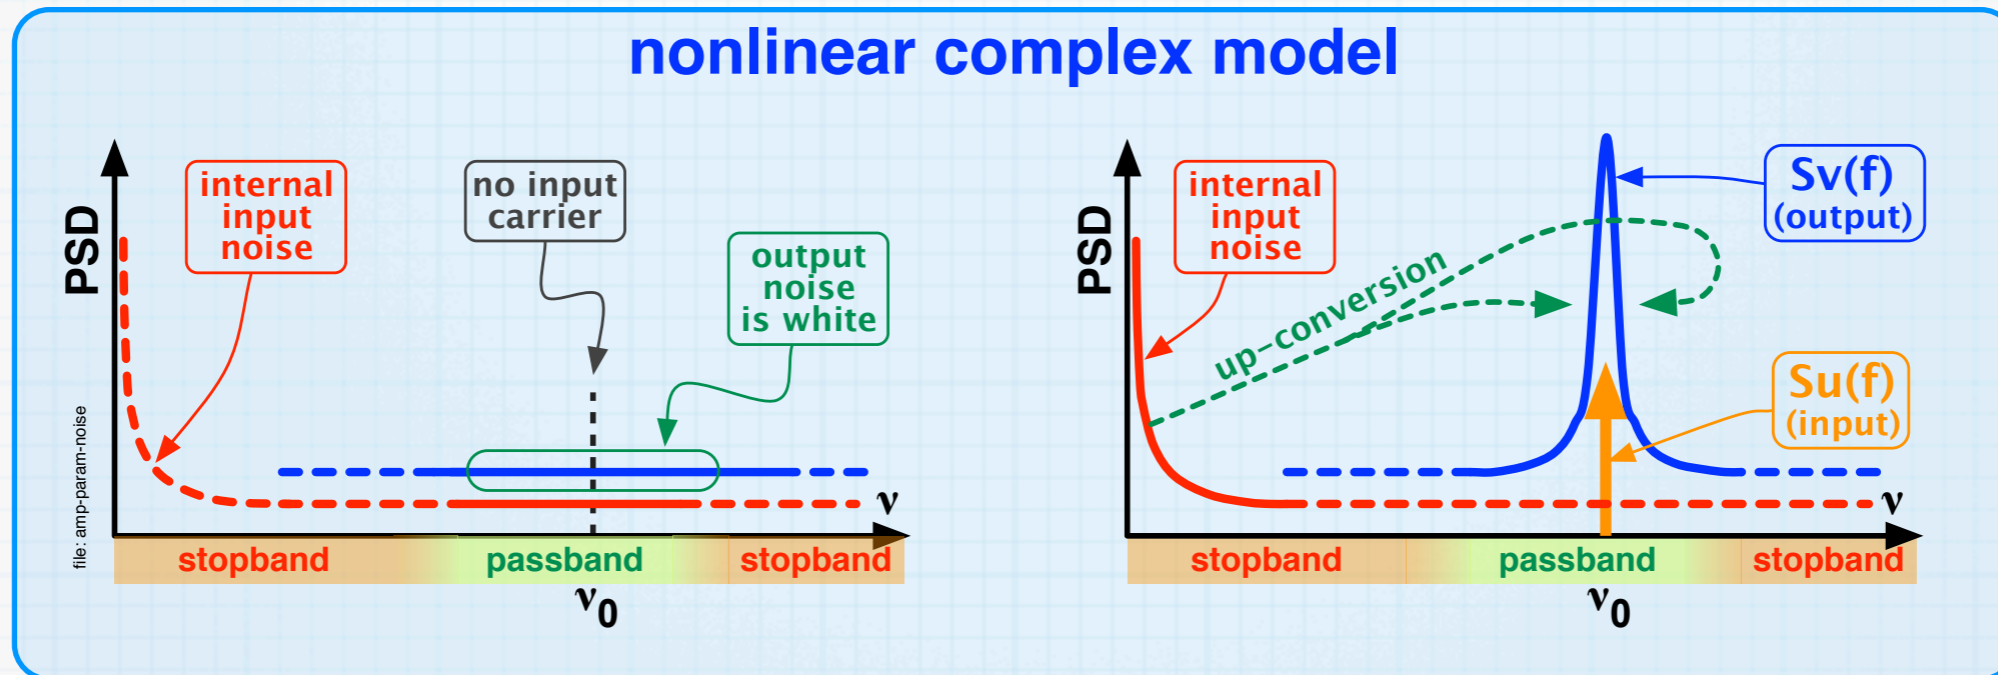 nonlinear complex model
PSD
internal
input
noise
no input
carrier
output
noise
is white
ν
stopband
passband
stopband
ν0
file: amp-param-noise
PSD
internal
input
noise
up-conversion
Sv(f)
(output)
Su(f)
(input)
ν
stopband
passband
stopband
ν0